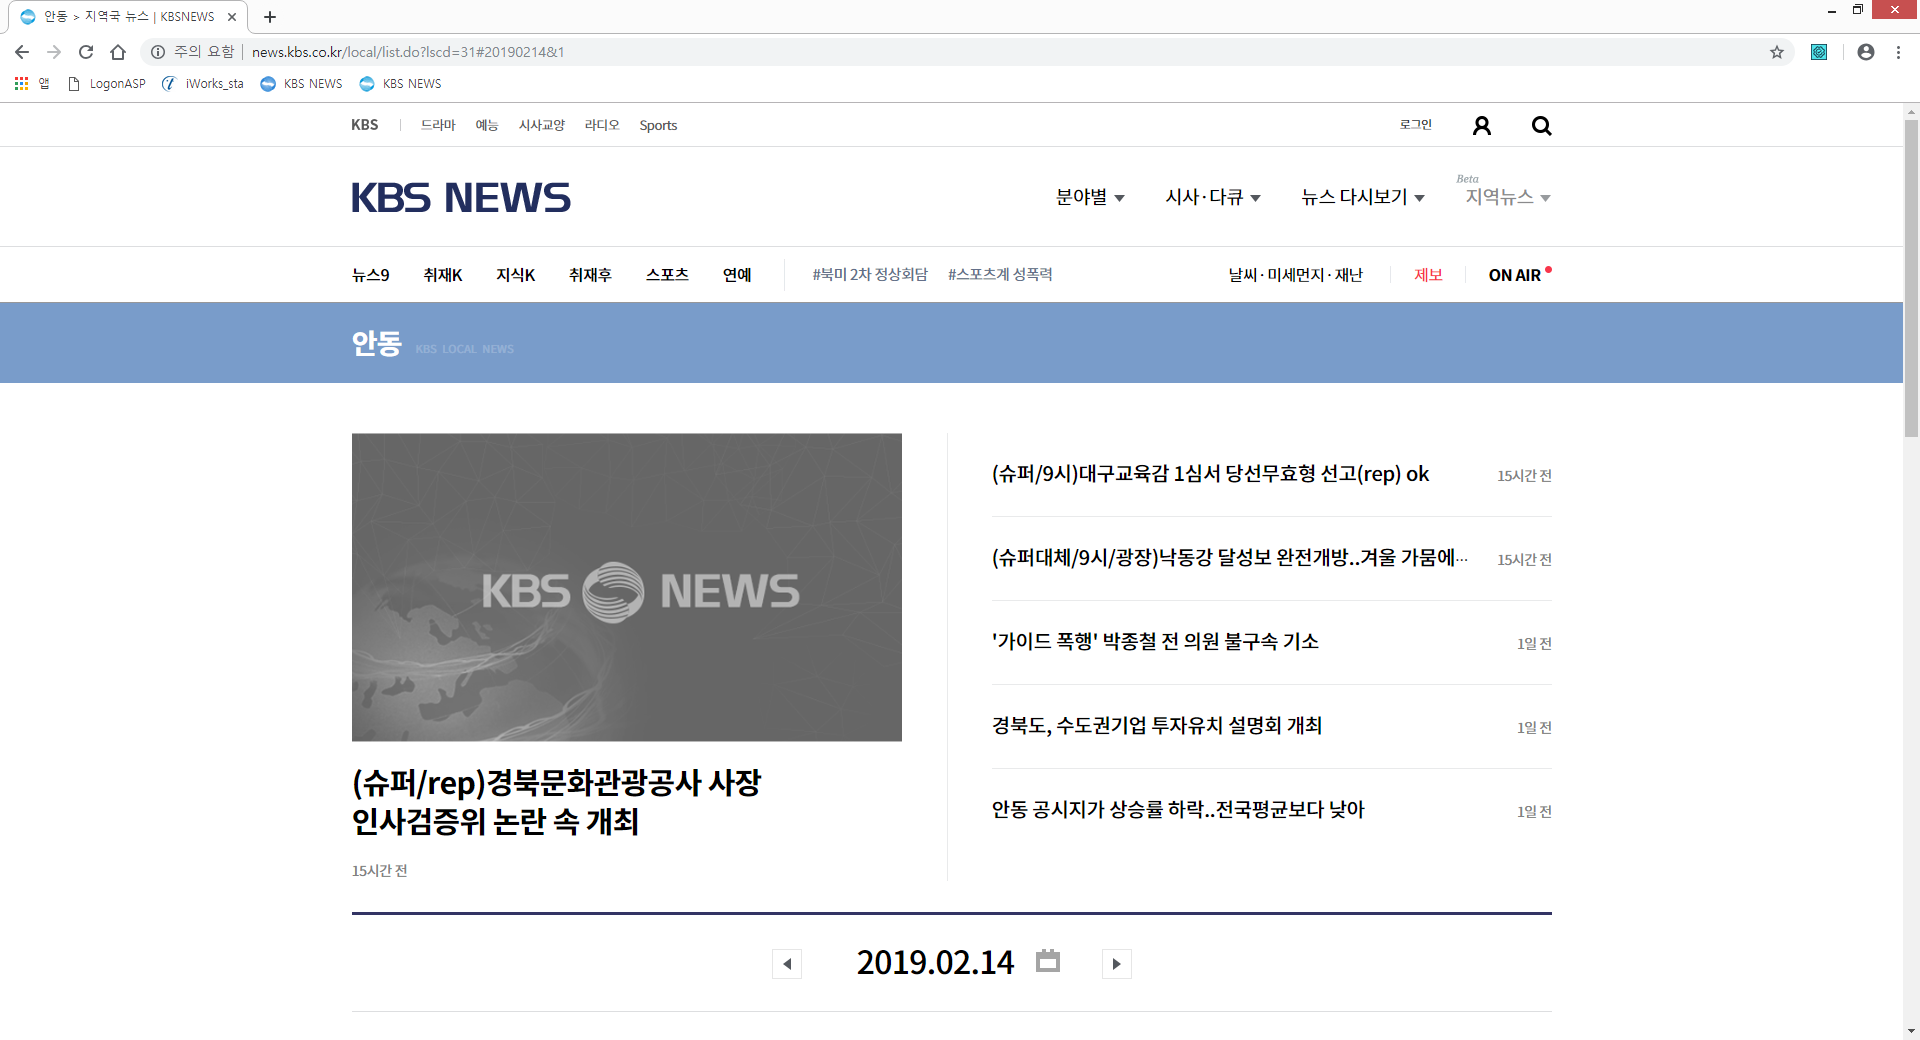 안동 > 지역국 뉴스 | KBSNEWS
주의 요함 | news.kbs.co.kr/local/list.do?lscd=31#20190214&1
앱 LogonASP iWorks_sta KBS NEWS KBS NEWS
KBS 드라마 예능 시사교양 라디오 Sports 로그인
KBS NEWS
분야별 시사·다큐 뉴스 다시보기 Beta 지역뉴스
뉴스9 취재K 지식K 취재후 스포츠 연예 #북미 2차 정상회담 #스포츠계 성폭력 날씨·미세먼지·재난 제보 ON AIR
안동 KBS LOCAL NEWS
KBS NEWS
(슈퍼/rep)경북문화관광공사 사장
인사검증위 논란 속 개최
15시간 전
(슈퍼/9시)대구교육감 1심서 당선무효형 선고(rep) ok 15시간 전
(슈퍼대체/9시/광장)낙동강 달성보 완전개방..겨울 가뭄에… 15시간 전
'가이드 폭행' 박종철 전 의원 불구속 기소 1일 전
경북도, 수도권기업 투자유치 설명회 개최 1일 전
안동 공시지가 상승률 하락..전국평균보다 낮아 1일 전
2019.02.14